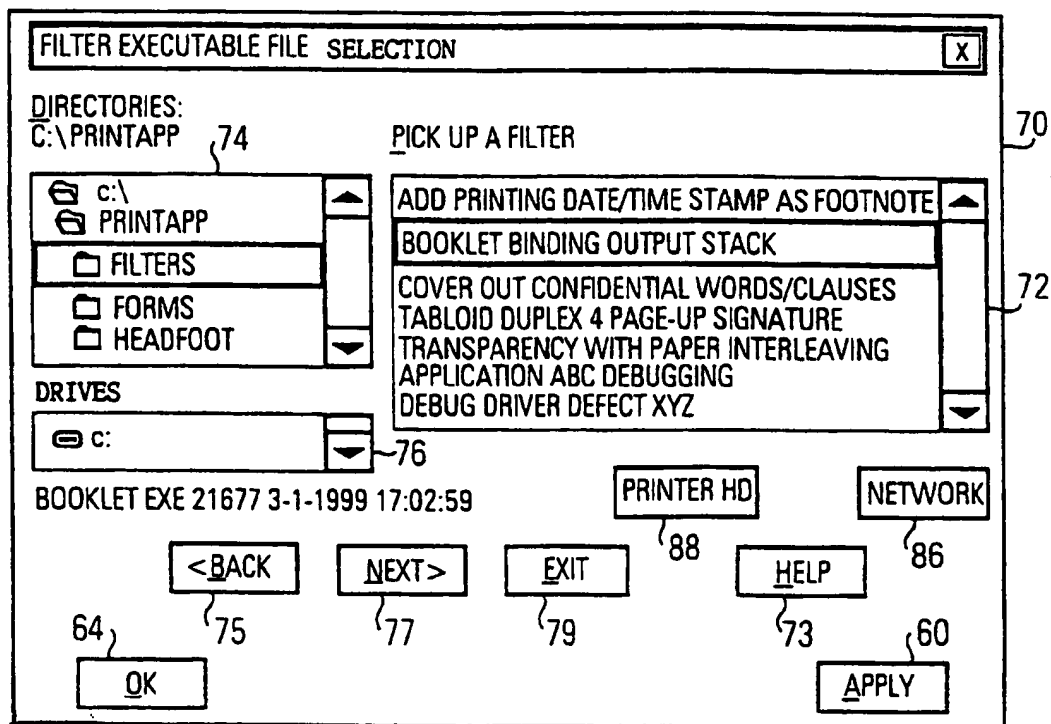 FILTER EXECUTABLE FILE SELECTION X
DIRECTORIES:
C:\PRINTAPP 74
PICK UP A FILTER
70
c:\
PRINTAPP
FILTERS
FORMS
HEADFOOT
ADD PRINTING DATE/TIME STAMP AS FOOTNOTE
BOOKLET BINDING OUTPUT STACK
COVER OUT CONFIDENTIAL WORDS/CLAUSES
TABLOID DUPLEX 4 PAGE-UP SIGNATURE
TRANSPARENCY WITH PAPER INTERLEAVING
APPLICATION ABC DEBUGGING
DEBUG DRIVER DEFECT XYZ
72
DRIVES
c:
76
BOOKLET EXE 21677 3-1-1999 17:02:59
PRINTER HD
NETWORK
88
86
<BACK
NEXT>
EXIT
HELP
75
77
79
73
64
60
OK
APPLY